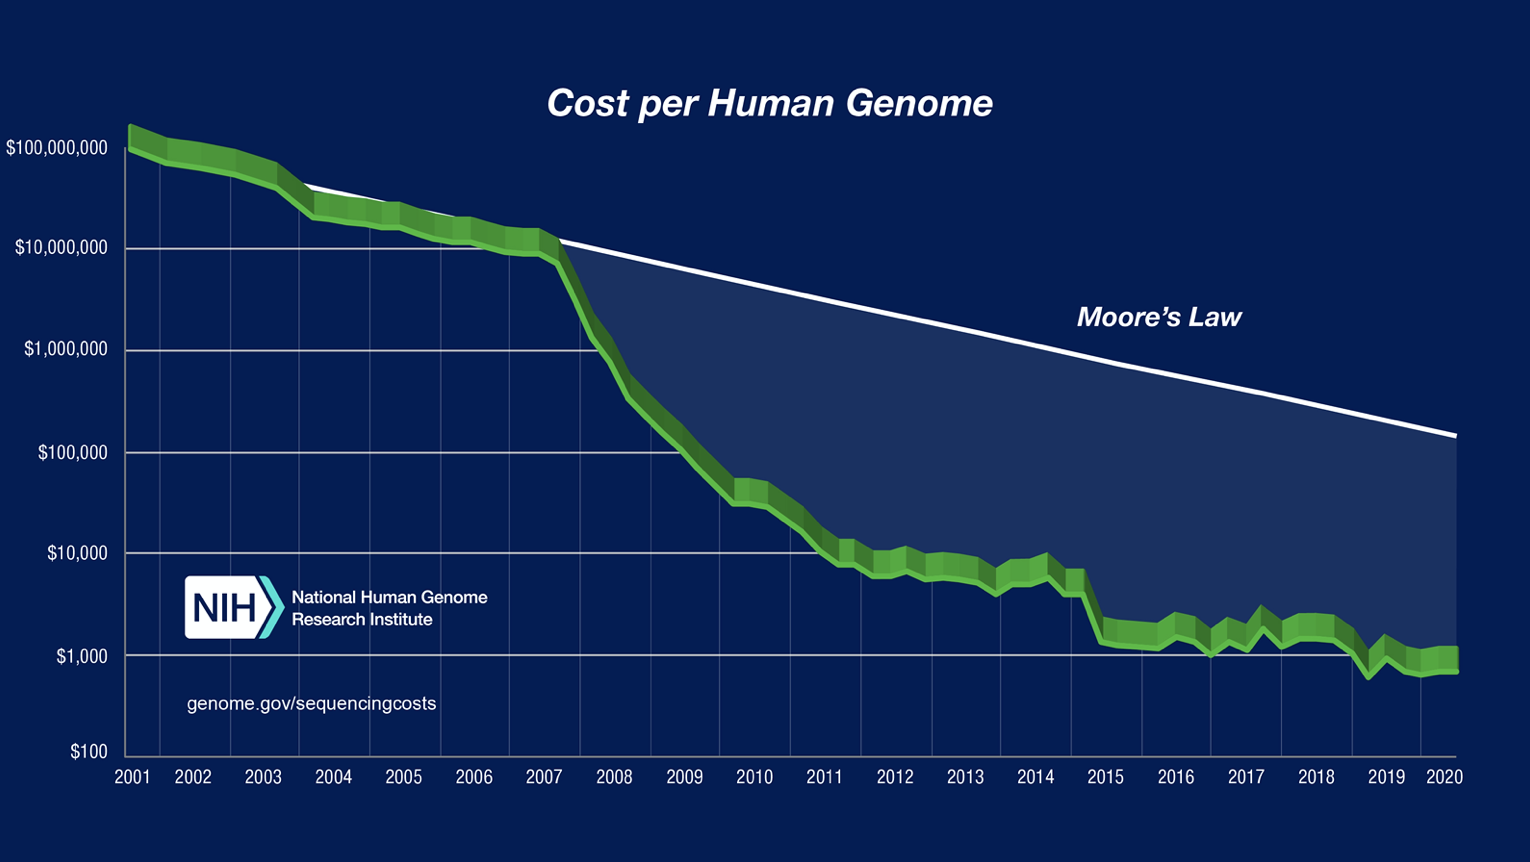 Cost per Human Genome
$100,000,000
$10,000,000
Moore’s Law
$1,000,000
$100,000
$10,000
NIH
National Human Genome
Research Institute
$1,000
genome.gov/sequencingcosts
$100
2001 2002 2003 2004 2005 2006 2007 2008 2009 2010 2011 2012 2013 2014 2015 2016 2017 2018 2019 2020